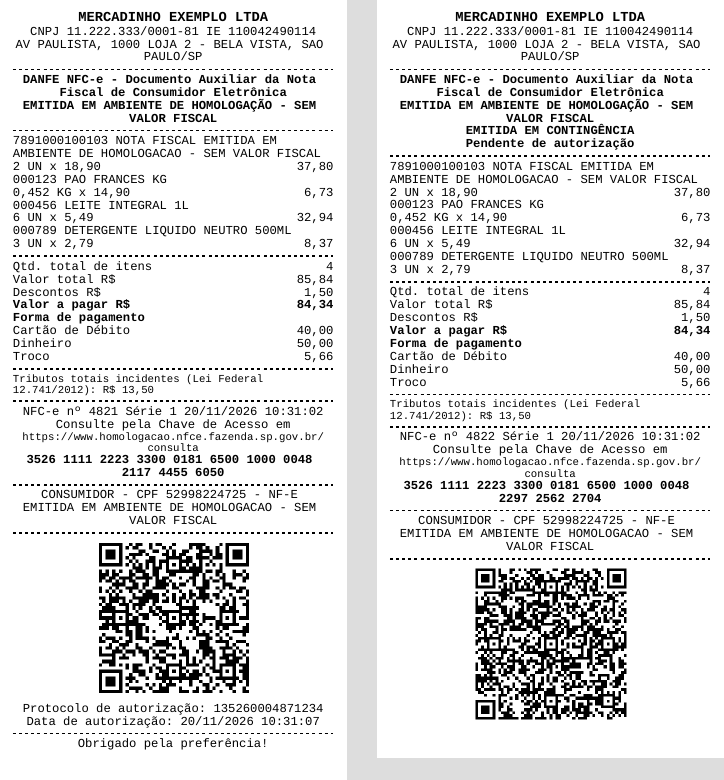 MERCADINHO EXEMPLO LTDA
CNPJ 11.222.333/0001-81 IE 110042490114
AV PAULISTA, 1000 LOJA 2 - BELA VISTA, SAO
PAULO/SP
DANFE NFC-e - Documento Auxiliar da Nota
Fiscal de Consumidor Eletrônica
EMITIDA EM AMBIENTE DE HOMOLOGAÇÃO - SEM
VALOR FISCAL
7891000100103 NOTA FISCAL EMITIDA EM
AMBIENTE DE HOMOLOGACAO - SEM VALOR FISCAL
2 UN x 18,90 37,80
000123 PAO FRANCES KG
0,452 KG x 14,90 6,73
000456 LEITE INTEGRAL 1L
6 UN x 5,49 32,94
000789 DETERGENTE LIQUIDO NEUTRO 500ML
3 UN x 2,79 8,37
Qtd. total de itens 4
Valor total R$ 85,84
Descontos R$ 1,50
Valor a pagar R$ 84,34
Forma de pagamento
Cartão de Débito 40,00
Dinheiro 50,00
Troco 5,66
Tributos totais incidentes (Lei Federal
12.741/2012): R$ 13,50
NFC-e nº 4821 Série 1 20/11/2026 10:31:02
Consulte pela Chave de Acesso em
https://www.homologacao.nfce.fazenda.sp.gov.br/
consulta
3526 1111 2223 3300 0181 6500 1000 0048
2117 4455 6050
CONSUMIDOR - CPF 52998224725 - NF-E
EMITIDA EM AMBIENTE DE HOMOLOGAÇÃO - SEM
VALOR FISCAL
Protocolo de autorização: 135260004871234
Data de autorização: 20/11/2026 10:31:07
Obrigado pela preferência!
MERCADINHO EXEMPLO LTDA
CNPJ 11.222.333/0001-81 IE 110042490114
AV PAULISTA, 1000 LOJA 2 - BELA VISTA, SAO
PAULO/SP
DANFE NFC-e - Documento Auxiliar da Nota
Fiscal de Consumidor Eletrônica
EMITIDA EM AMBIENTE DE HOMOLOGAÇÃO - SEM
VALOR FISCAL
EMITIDA EM CONTINGÊNCIA
Pendente de autorização
7891000100103 NOTA FISCAL EMITIDA EM
AMBIENTE DE HOMOLOGACAO - SEM VALOR FISCAL
2 UN x 18,90 37,80
000123 PAO FRANCES KG
0,452 KG x 14,90 6,73
000456 LEITE INTEGRAL 1L
6 UN x 5,49 32,94
000789 DETERGENTE LIQUIDO NEUTRO 500ML
3 UN x 2,79 8,37
Qtd. total de itens 4
Valor total R$ 85,84
Descontos R$ 1,50
Valor a pagar R$ 84,34
Forma de pagamento
Cartão de Débito 40,00
Dinheiro 50,00
Troco 5,66
Tributos totais incidentes (Lei Federal
12.741/2012): R$ 13,50
NFC-e nº 4822 Série 1 20/11/2026 10:31:02
Consulte pela Chave de Acesso em
https://www.homologacao.nfce.fazenda.sp.gov.br/
consulta
3526 1111 2223 3300 0181 6500 1000 0048
2297 2562 2704
CONSUMIDOR - CPF 52998224725 - NF-E
EMITIDA EM AMBIENTE DE HOMOLOGAÇÃO - SEM
VALOR FISCAL